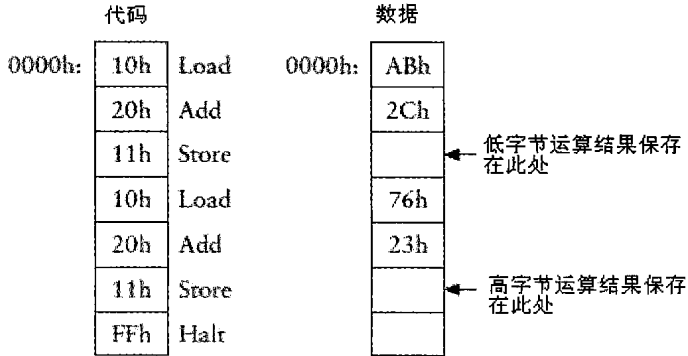 代码 数据
0000h: 10h Load 0000h: ABh
20h Add 2Ch
11h Store 低字节运算结果保存
在此处
10h Load 76h
20h Add 23h
11h Store 高字节运算结果保存
在此处
FFh Halt